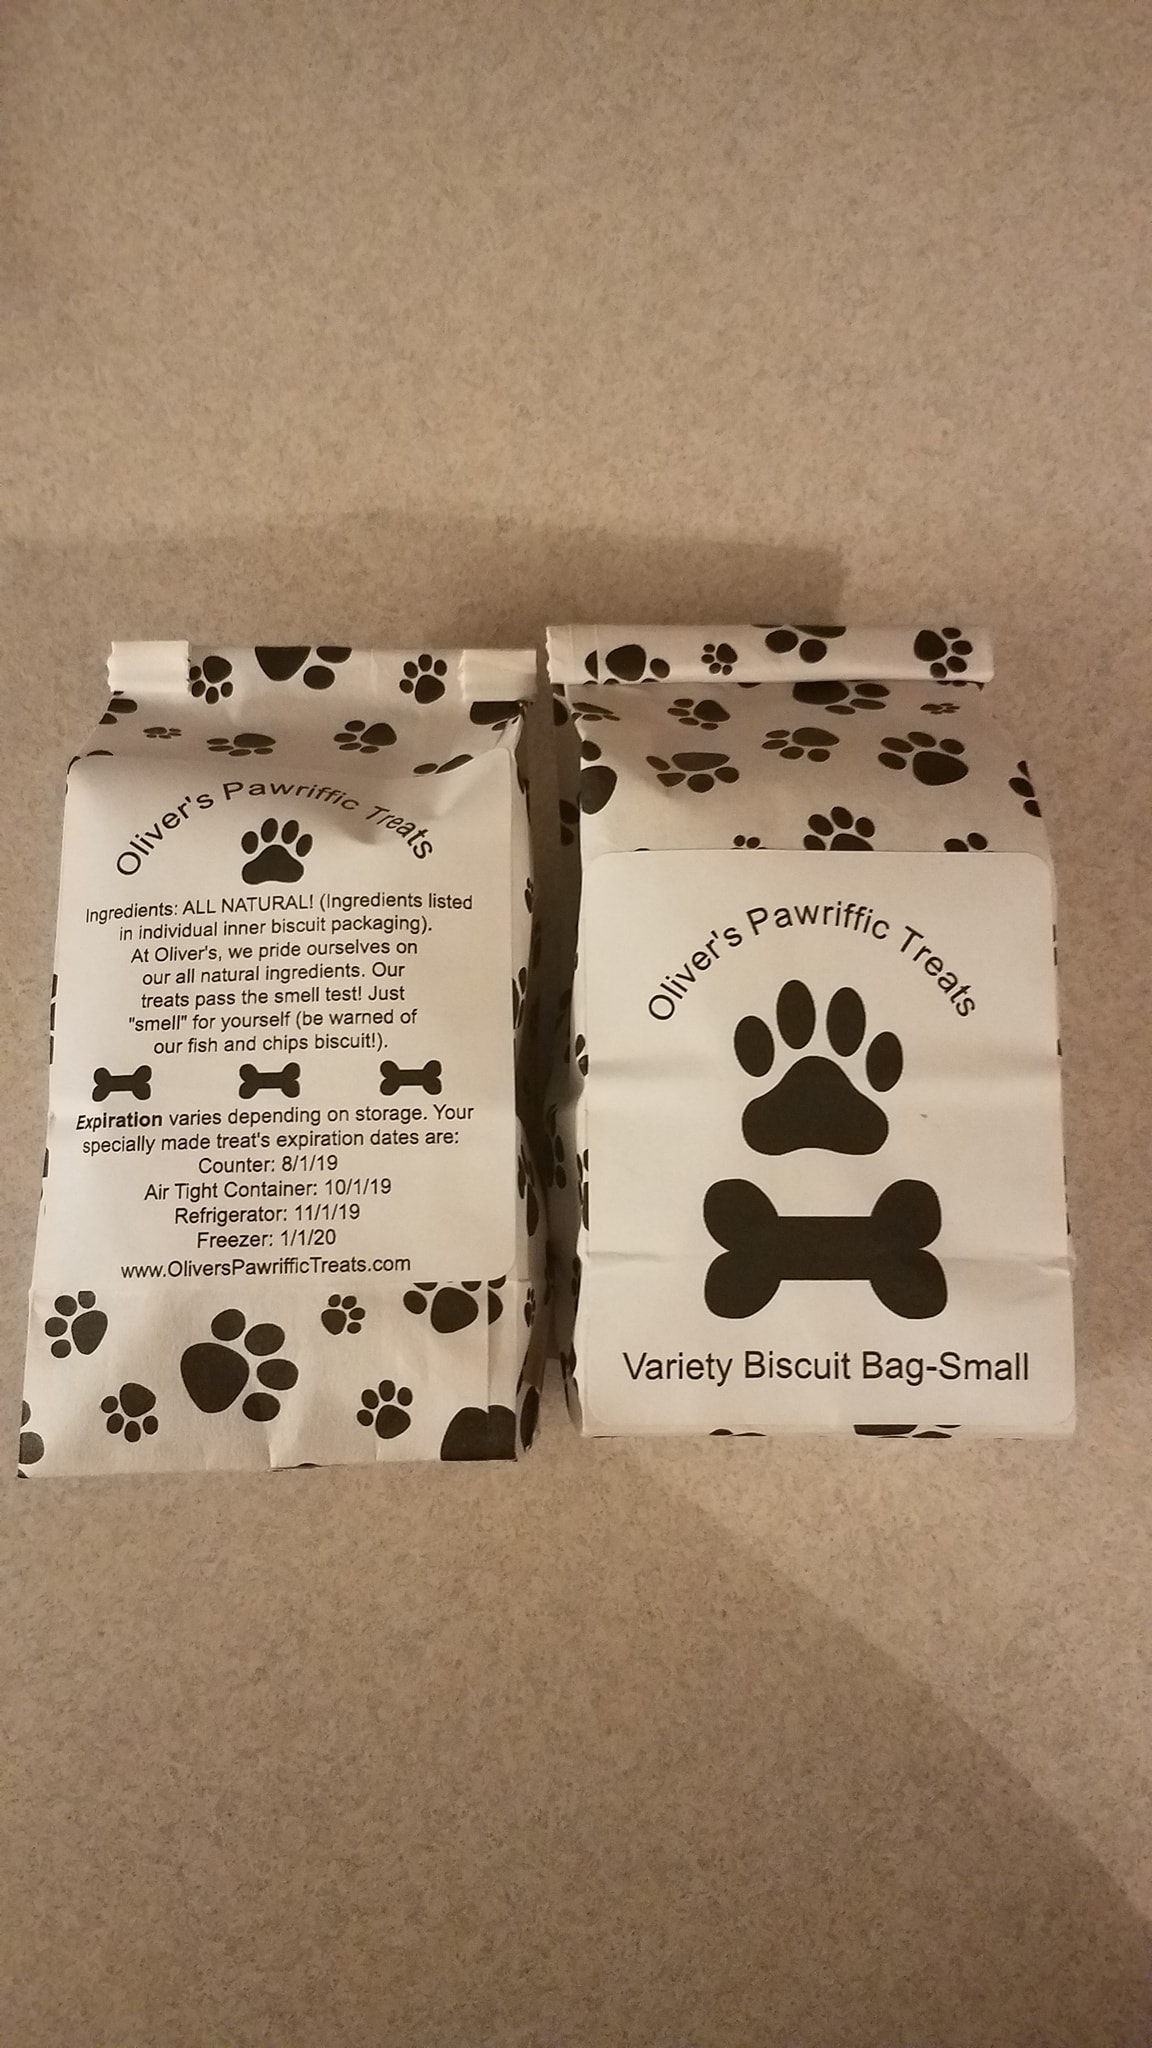 Oliver's Pawriffic Treats
Ingredients: ALL NATURAL! (Ingredients listed
in individual inner biscuit packaging).
At Oliver's, we pride ourselves on
our all natural ingredients. Our
treats pass the smell test! Just
"smell" for yourself (be warned of
our fish and chips biscuit!).
Expiration varies depending on storage. Your
specially made treat's expiration dates are:
Counter: 8/1/19
Air Tight Container: 10/1/19
Refrigerator: 11/1/19
Freezer: 1/1/20
www.OliversPawrifficTreats.com
Oliver's Pawriffic Treats
Variety Biscuit Bag-Small